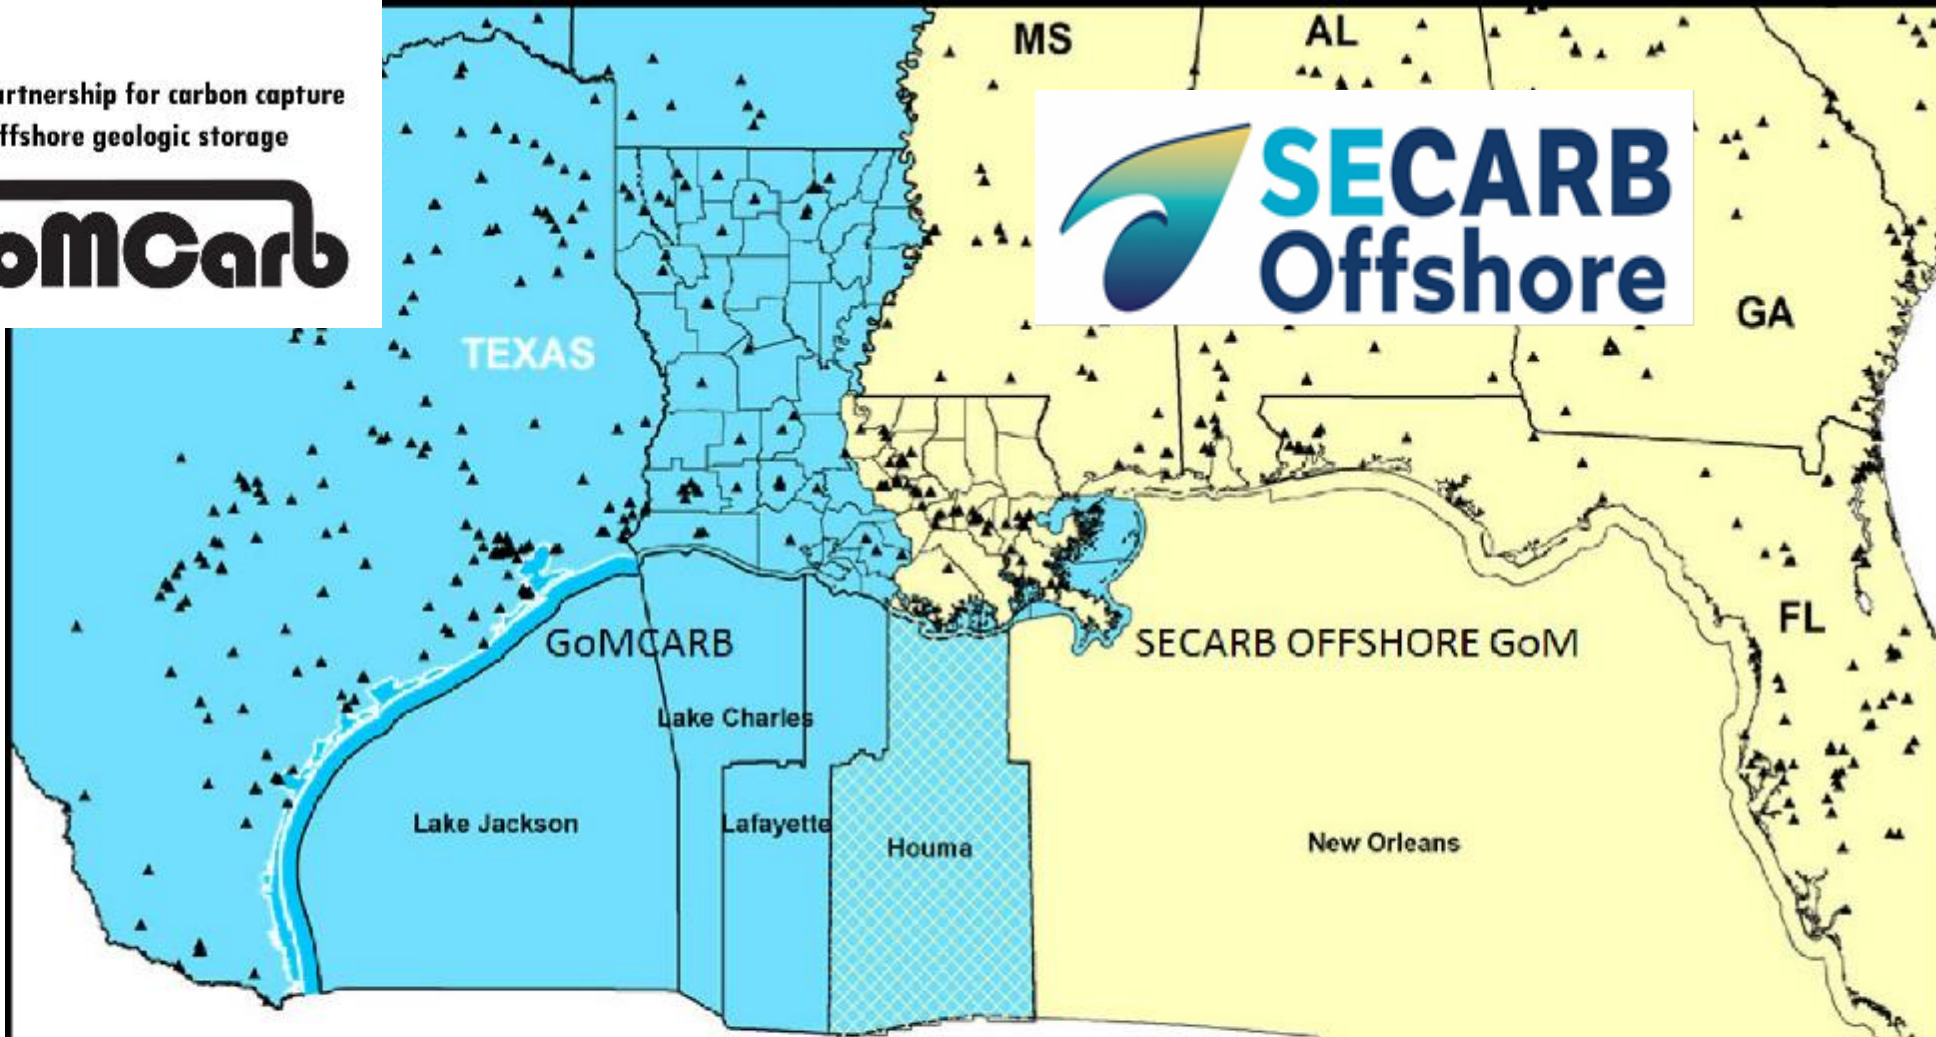 artnership for carbon capture
ffshore geologic storage
oMCarb
MS
AL
SECARB
Offshore
GA
TEXAS
FL
GoMCARB
SECARB OFFSHORE GoM
Lake Charles
Lake Jackson
Lafayette
Houma
New Orleans